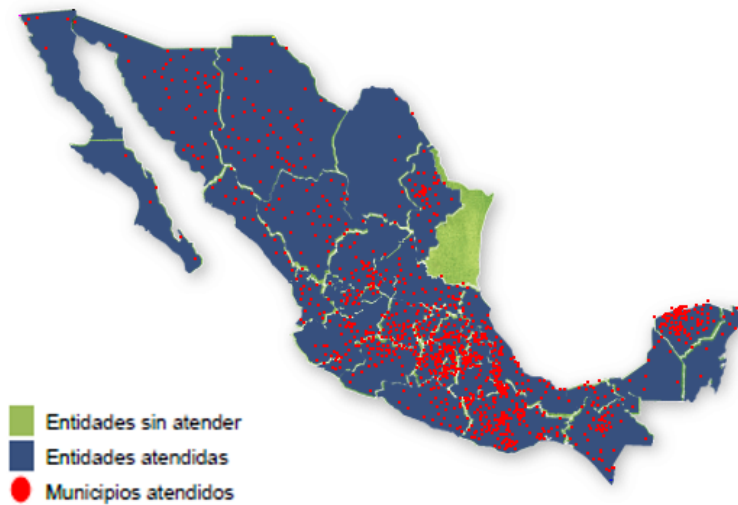 Entidades sin atender
Entidades atendidas
Municipios atendidos